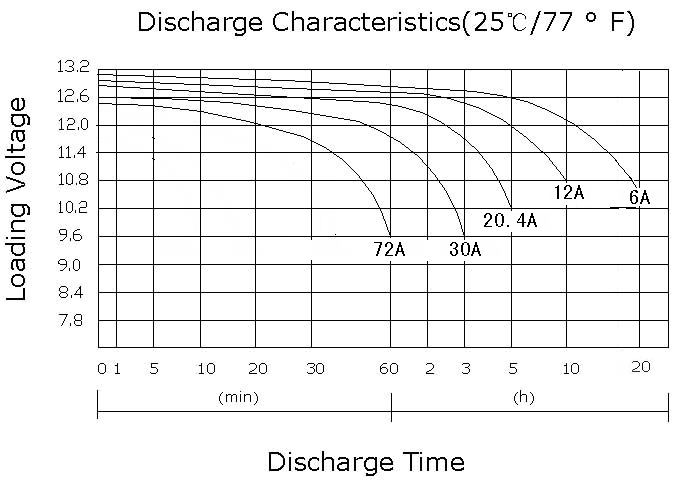 Discharge Characteristics(25℃/77 ° F)
Loading Voltage
13.2
12.6
12.0
11.4
10.8
10.2
9.6
9.0
8.4
7.8
72A
30A
20.4A
12A
6A
0 1 5 10 20 30 60 2 3 5 10 20
(min) (h)
Discharge Time